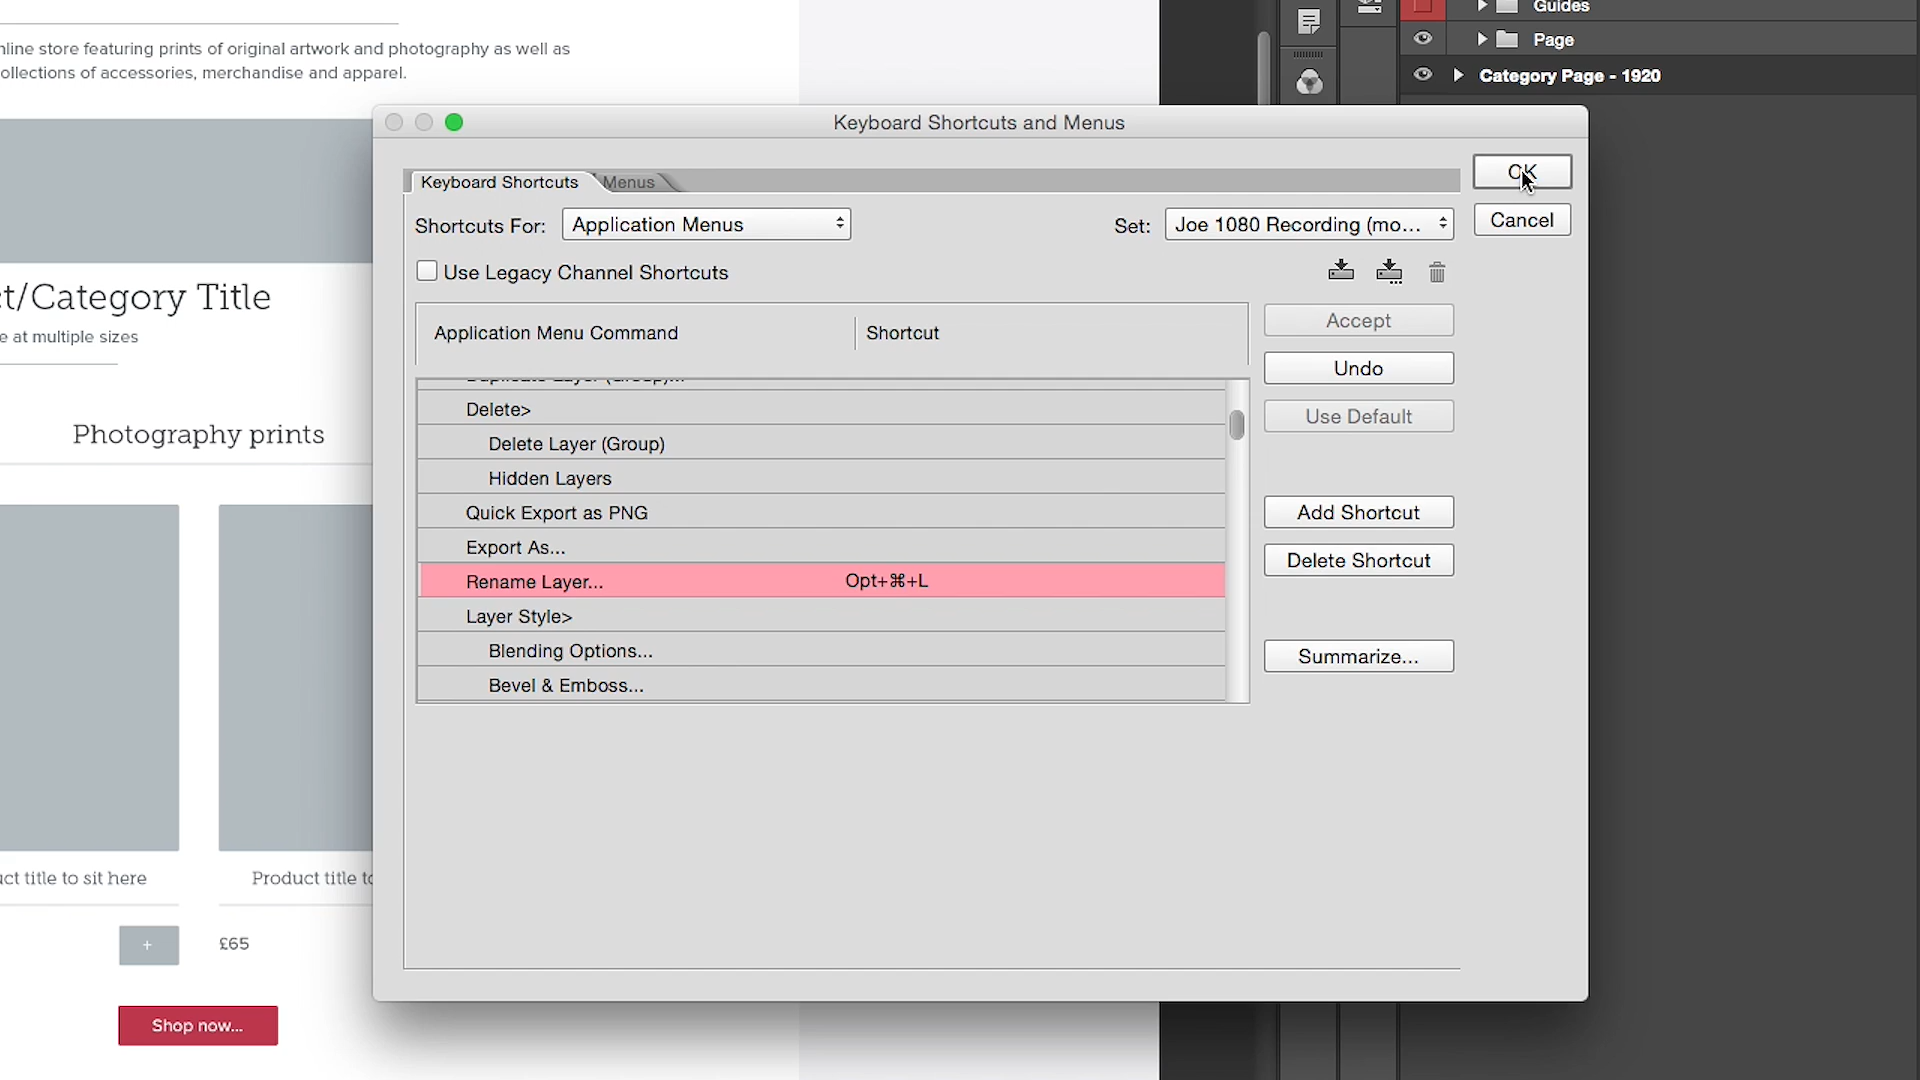 Guides
Page
Category Page - 1920
nline store featuring prints of original artwork and photography as well as
ollections of accessories, merchandise and apparel.
Keyboard Shortcuts and Menus
OK
Keyboard Shortcuts
Menus
Shortcuts For:
Application Menus
Set:
Joe 1080 Recording (mo...
Cancel
Use Legacy Channel Shortcuts
Application Menu Command
Shortcut
Accept
Undo
Use Default
Add Shortcut
Delete Shortcut
Summarize...
Duplicate Layer (Group)...
Delete>
Delete Layer (Group)
Hidden Layers
Quick Export as PNG
Export As...
Rename Layer...
Opt+⌘+L
Layer Style>
Blending Options...
Bevel & Emboss...
t/Category Title
e at multiple sizes
Photography prints
ct title to sit here
Product title to
+
£65
Shop now...